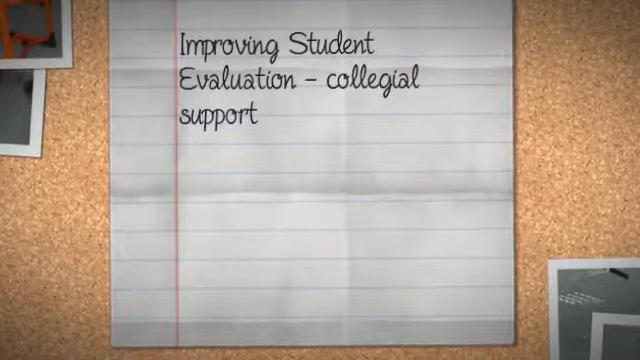 Improving Student
Evaluation – collegial
support